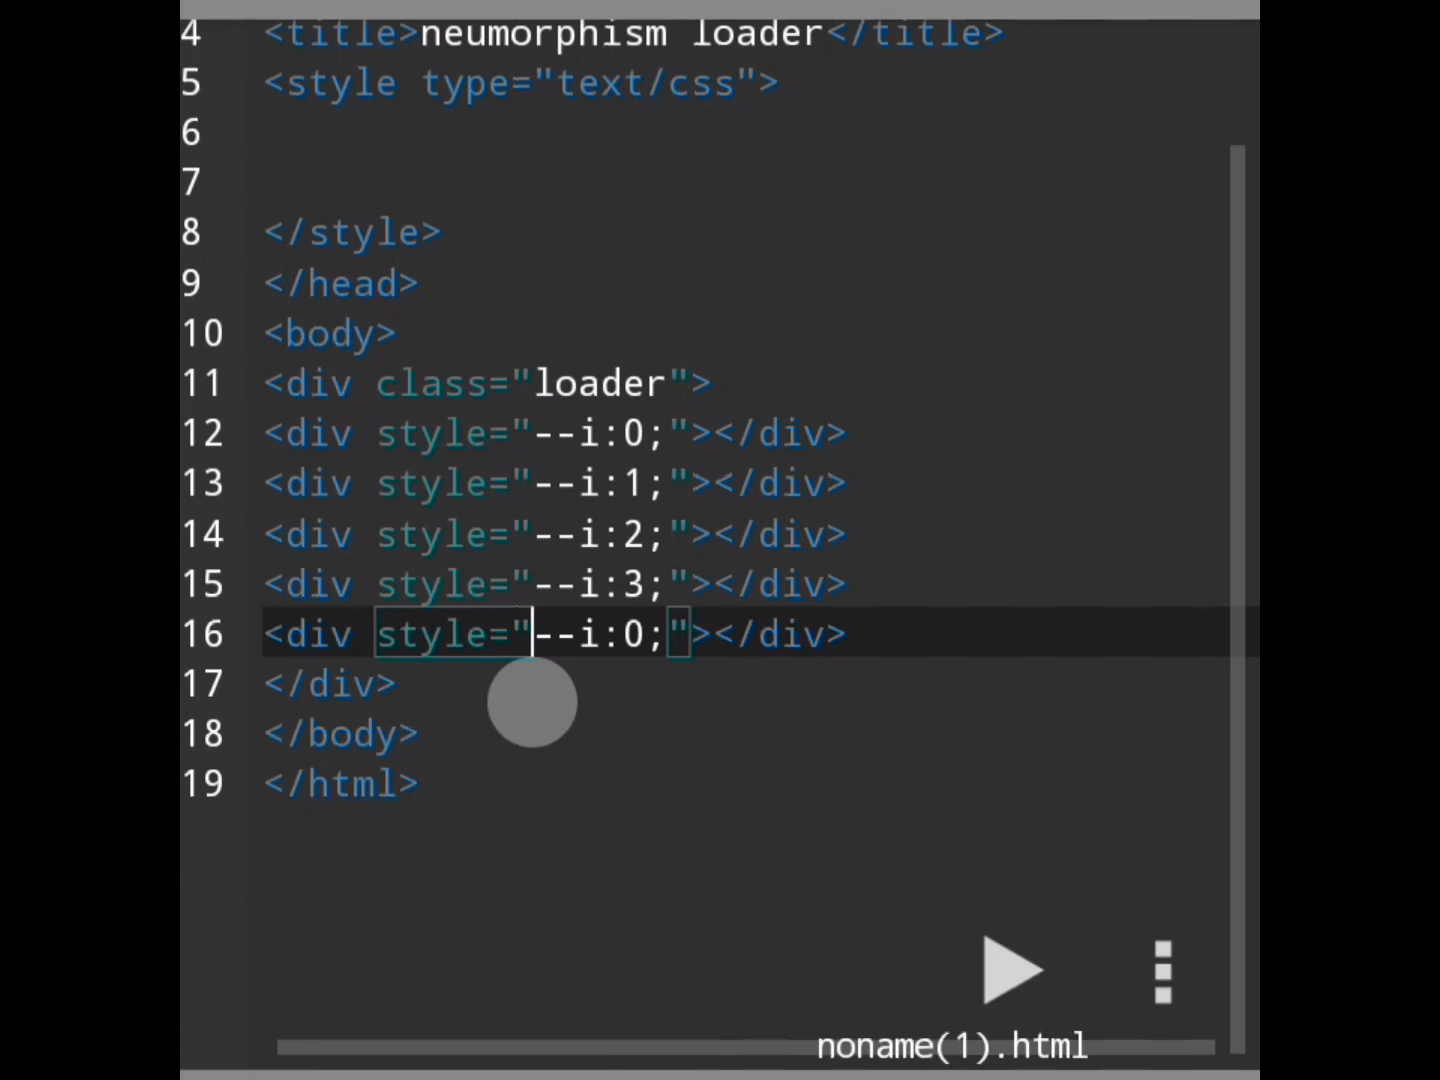 4 <title>neumorphism loader</title>
5 <style type="text/css">
6
7
8 </style>
9 </head>
10 <body>
11 <div class="loader">
12 <div style="--i:0;"></div>
13 <div style="--i:1;"></div>
14 <div style="--i:2;"></div>
15 <div style="--i:3;"></div>
16 <div style="--i:0;"></div>
17 </div>
18 </body>
19 </html>
noname(1).html